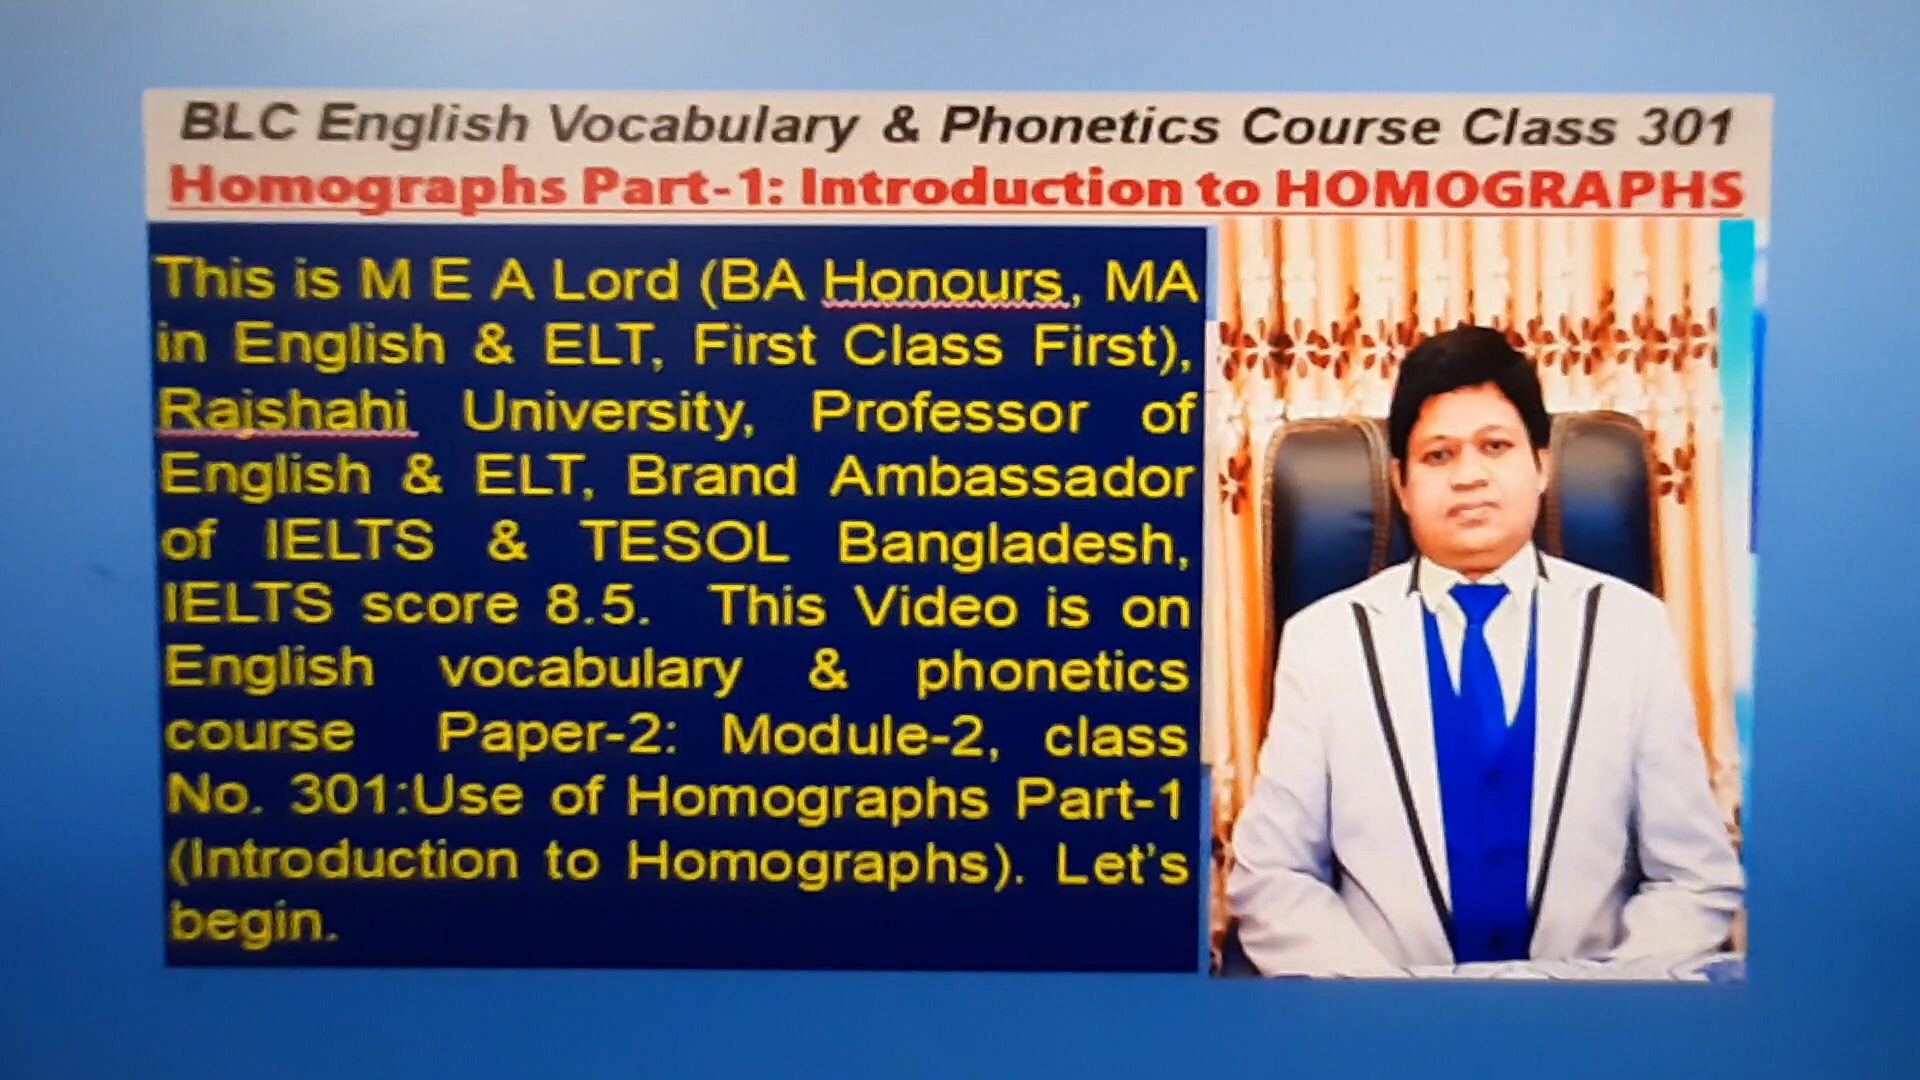 BLC English Vocabulary & Phonetics Course Class 301
Homographs Part-1: Introduction to HOMOGRAPHS
This is M E A Lord (BA Honours, MA
in English & ELT, First Class First),
Rajshahi University, Professor of
English & ELT, Brand Ambassador
of IELTS & TESOL Bangladesh,
IELTS score 8.5. This Video is on
English vocabulary & phonetics
course Paper-2: Module-2, class
No. 301:Use of Homographs Part-1
(Introduction to Homographs). Let's
begin.